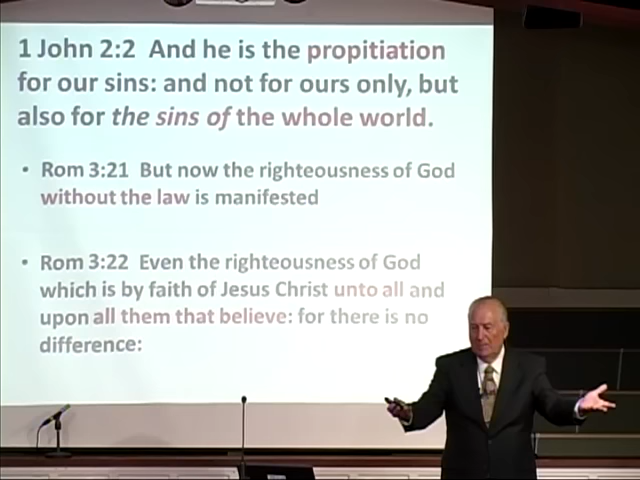 1 John 2:2 And he is the propitiation
for our sins: and not for ours only, but
also for the sins of the whole world.
• Rom 3:21 But now the righteousness of God
without the law is manifested
• Rom 3:22 Even the righteousness of God
which is by faith of Jesus Christ unto all and
upon all them that believe: for there is no
difference: